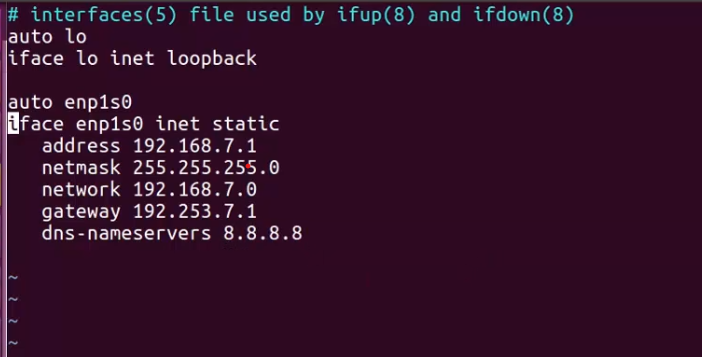 # interfaces(5) file used by ifup(8) and ifdown(8)
auto lo
iface lo inet loopback
auto enp1s0
iface enp1s0 inet static
address 192.168.7.1
netmask 255.255.255.0
network 192.168.7.0
gateway 192.253.7.1
dns-nameservers 8.8.8.8
~
~
~
~